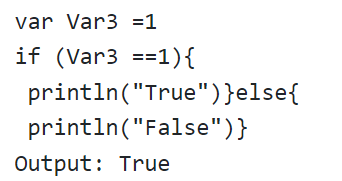 var Var3 =1
if (Var3 ==1){
 println("True")}else{
 println("False")}
Output: True